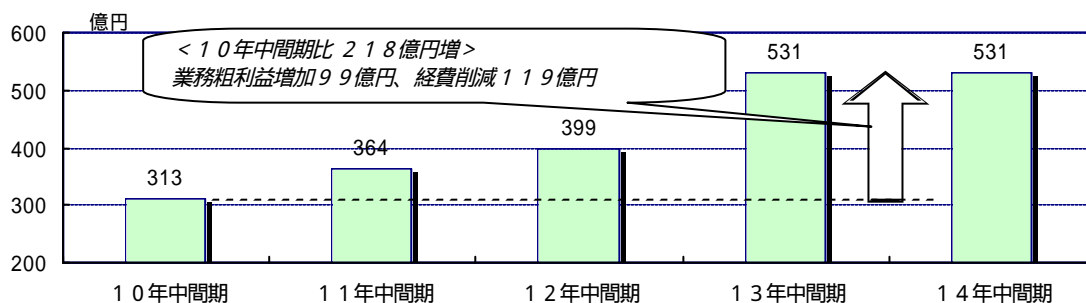 億円
600
<10年中間期比 218億円増>
業務粗利益増加99億円、経費削減119億円
531
531
500
399
400
364
313
300
200
10年中間期
11年中間期
12年中間期
13年中間期
14年中間期